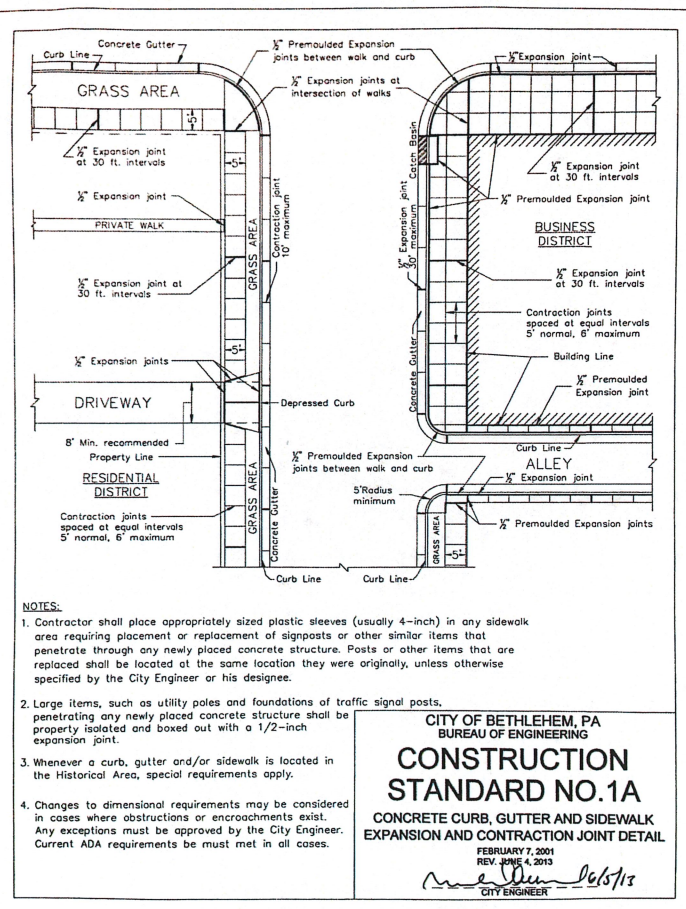 Concrete Gutter
Curb Line
½" Premoulded Expansion
joints between walk and curb
½" Expansion joint
GRASS AREA
½" Expansion joints at
intersection of walks
5'
½" Expansion joint
at 30 ft. intervals
5'
Catch Basin
½" Expansion joint
at 30 ft. intervals
½" Expansion joint
½" Premoulded Expansion joint
PRIVATE WALK
GRASS AREA
Contraction joint
10' maximum
½" Expansion joint
30' maximum
BUSINESS
DISTRICT
½" Expansion joint at
30 ft. intervals
½" Expansion joint
at 30 ft. intervals
Contraction joints
spaced at equal intervals
5' normal, 6' maximum
5'
½" Expansion joints
Building Line
Concrete Gutter
DRIVEWAY
Depressed Curb
½" Premoulded
Expansion joint
8' Min. recommended
Property Line
Curb Line
½" Premoulded Expansion
joints between walk and curb
ALLEY
½" Expansion joint
RESIDENTIAL
DISTRICT
GRASS AREA
Concrete Gutter
5'Radius
minimum
Contraction joints
spaced at equal intervals
5' normal, 6' maximum
½" Premoulded Expansion joints
GRASS AREA
5'
Curb Line
Curb Line
NOTES:
1. Contractor shall place appropriately sized plastic sleeves (usually 4-inch) in any sidewalk
area requiring placement or replacement of signposts or other similar items that
penetrate through any newly placed concrete structure. Posts or other items that are
replaced shall be located at the same location they were originally, unless otherwise
specified by the City Engineer or his designee.
2. Large items, such as utility poles and foundations of traffic signal posts,
penetrating any newly placed concrete structure shall be
property isolated and boxed out with a 1/2-inch
expansion joint.
3. Whenever a curb, gutter and/or sidewalk is located in
the Historical Area, special requirements apply.
4. Changes to dimensional requirements may be considered
in cases where obstructions or encroachments exist.
Any exceptions must be approved by the City Engineer.
Current ADA requirements be must met in all cases.
CITY OF BETHLEHEM, PA
BUREAU OF ENGINEERING
CONSTRUCTION
STANDARD NO.1A
CONCRETE CURB, GUTTER AND SIDEWALK
EXPANSION AND CONTRACTION JOINT DETAIL
FEBRUARY 7, 2001
REV. JUNE 4, 2013
6/5/13
CITY ENGINEER